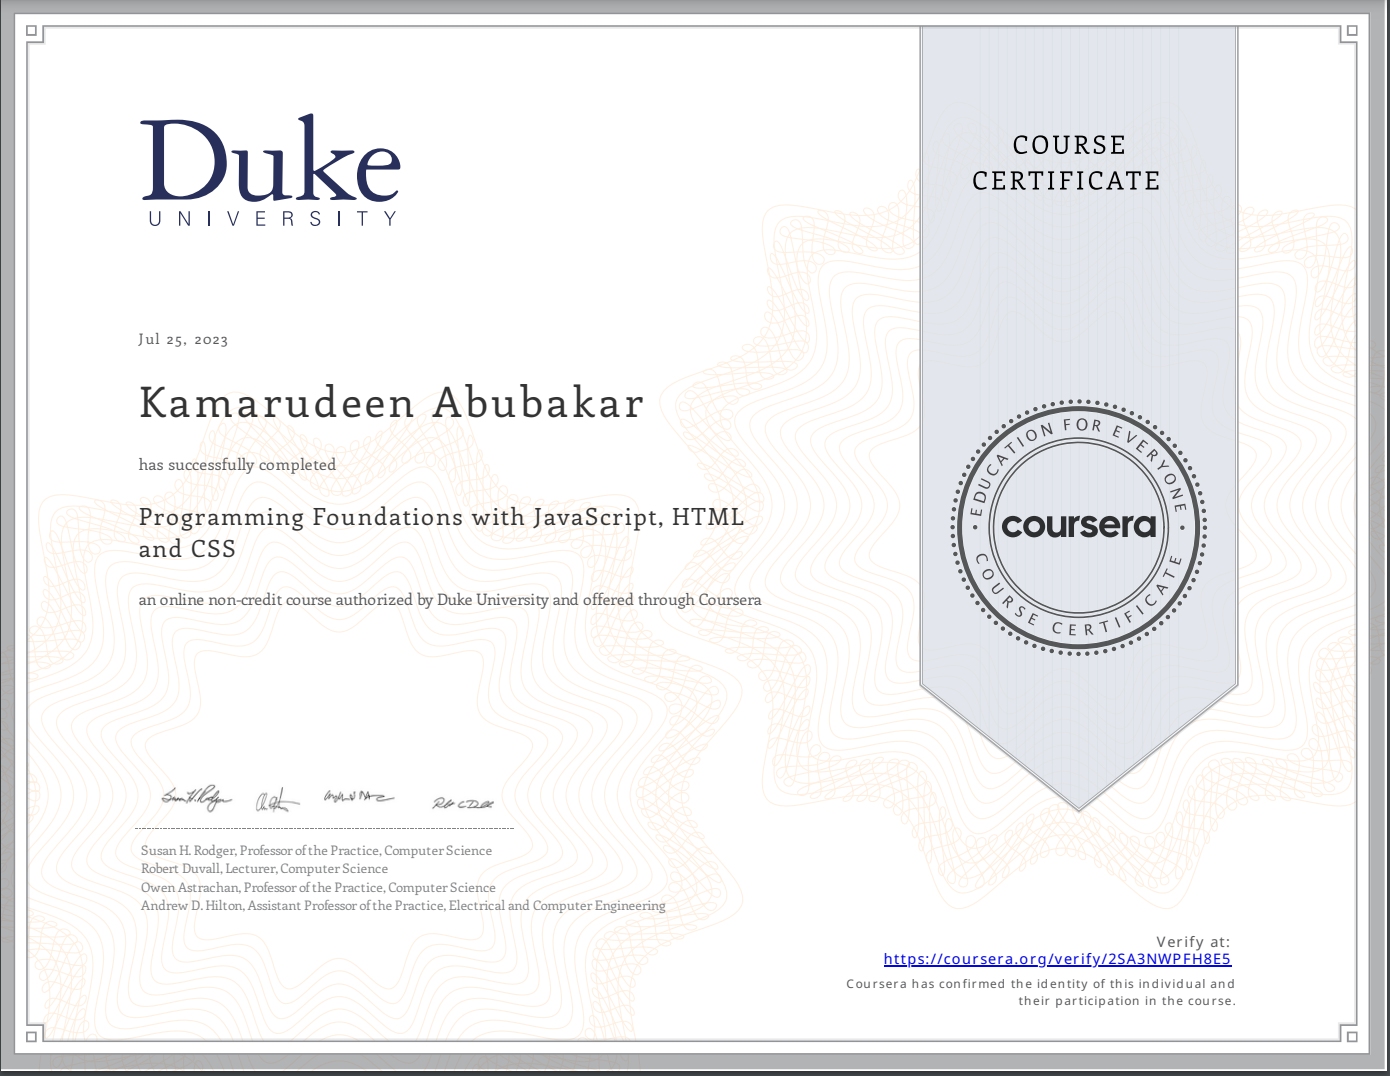 Duke
UNIVERSITY
COURSE
CERTIFICATE
Jul 25, 2023
Kamarudeen Abubakar
has successfully completed
Programming Foundations with JavaScript, HTML
and CSS
an online non-credit course authorized by Duke University and offered through Coursera
EDUCATION FOR EVERYONE
coursera
COURSE CERTIFICATE
Susan H. Rodger, Professor of the Practice, Computer Science
Robert Duvall, Lecturer, Computer Science
Owen Astrachan, Professor of the Practice, Computer Science
Andrew D. Hilton, Assistant Professor of the Practice, Electrical and Computer Engineering
Verify at:
https://coursera.org/verify/2SA3NWPFH8E5
Coursera has confirmed the identity of this individual and
their participation in the course.